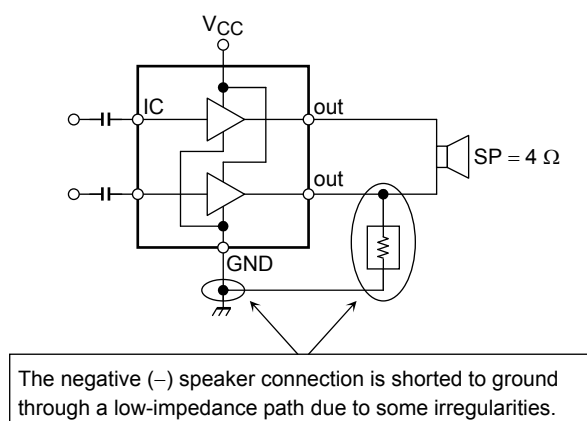 VCC
IC
out
SP = 4 Ω
out
GND
The negative (−) speaker connection is shorted to ground
through a low-impedance path due to some irregularities.